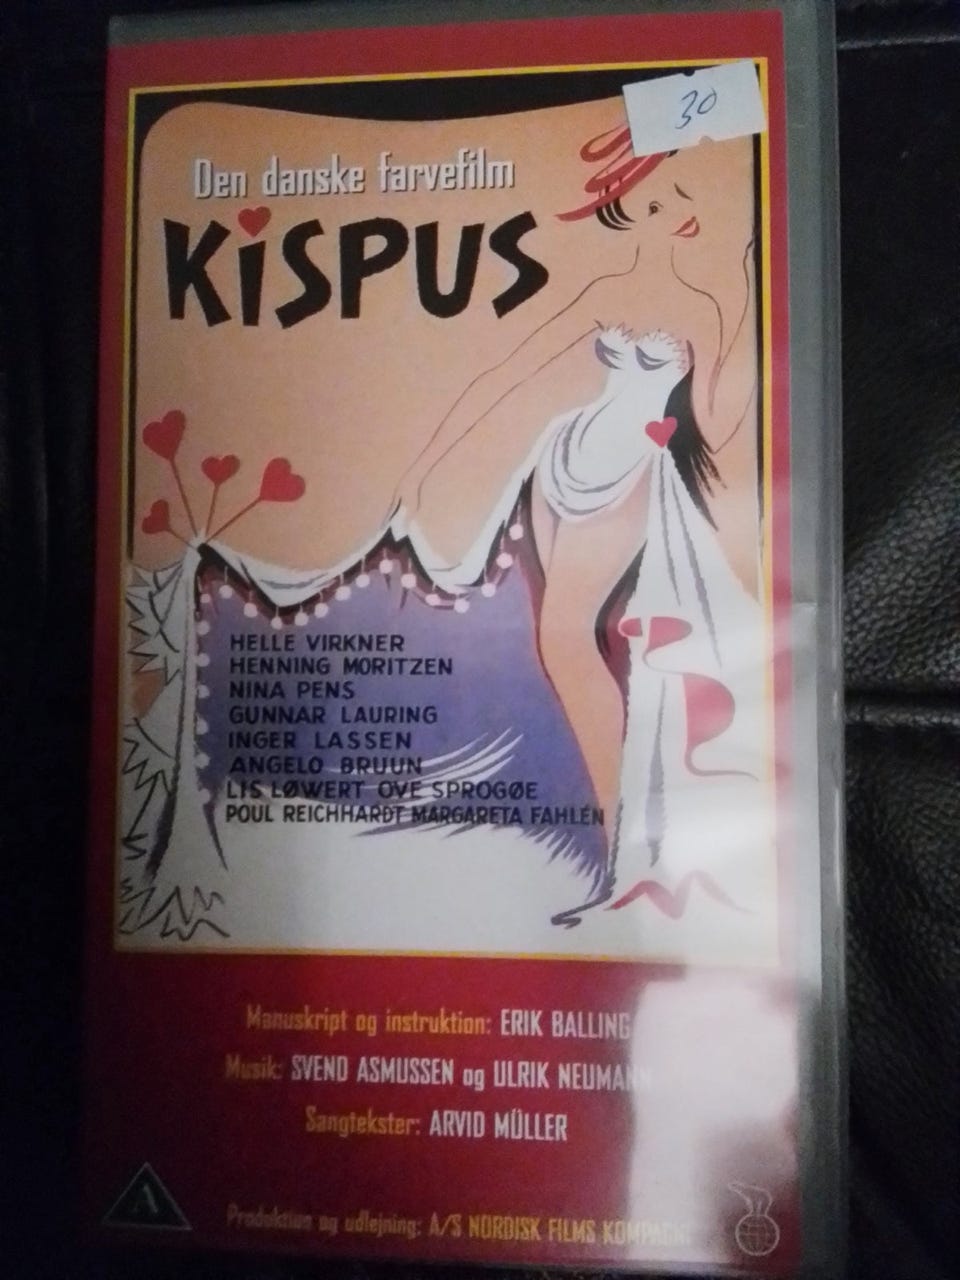 30
Den danske farvefilm
KiSPUS
HELLE VIRKNER
HENNING MORITZEN
NINA PENS
GUNNAR LAURING
INGER LASSEN
ANGELO BRUUN
LIS LØWERT OVE SPROGØE
POUL REICHHARDT MARGARETA FAHLÉN
Manuskript og instruktion: ERIK BALLING
Musik: SVEND ASMUSSEN og ULRIK NEUMANN
Sangtekster: ARVID MÜLLER
A
Produktion og udlejning: A/S NORDISK FILMS KOMPAGNI